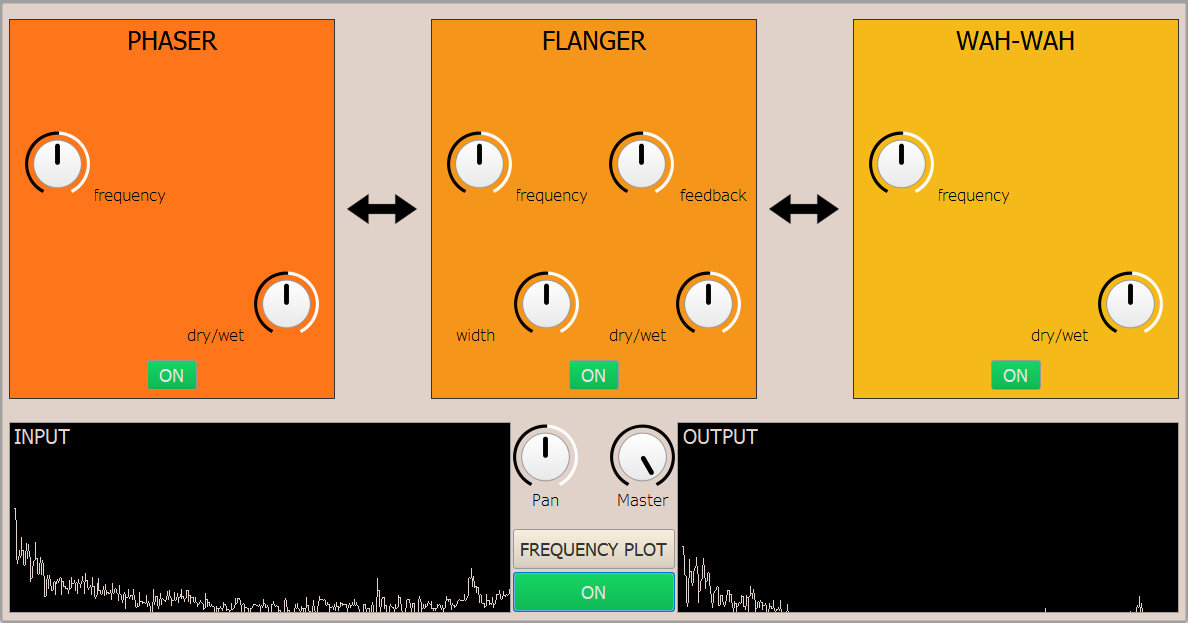 PHASER
frequency
dry/wet
ON
FLANGER
frequency
feedback
width
dry/wet
ON
WAH-WAH
frequency
dry/wet
ON
INPUT
Pan
Master
FREQUENCY PLOT
ON
OUTPUT